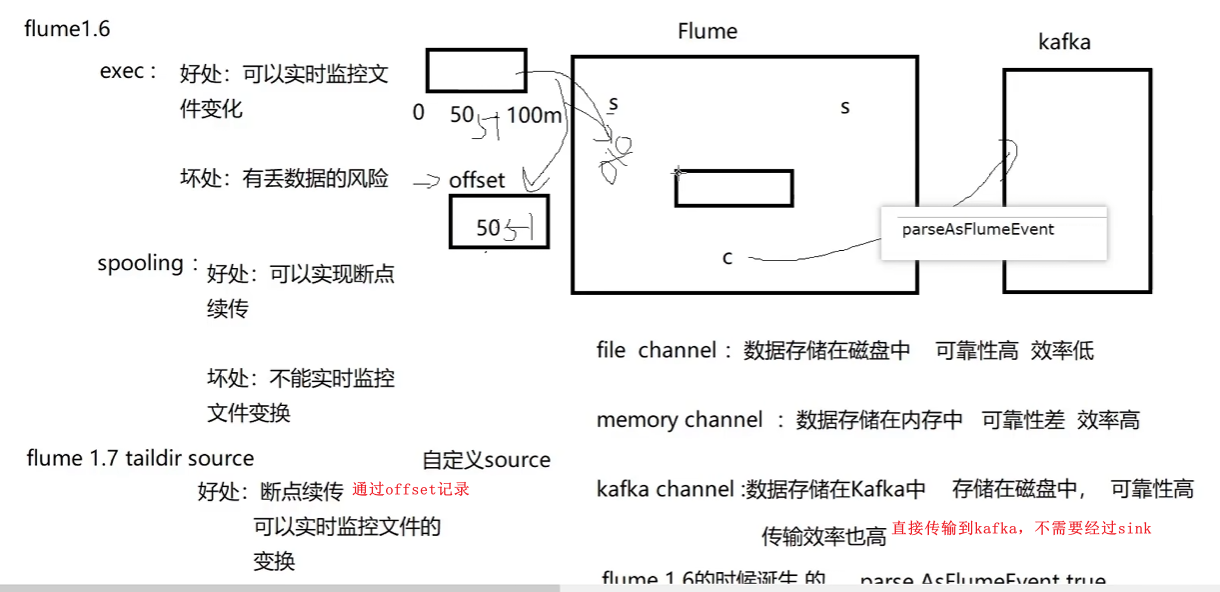 flume1.6
exec： 好处：可以实时监控文
件变化
坏处：有丢数据的风险
spooling： 好处：可以实现断点
续传
坏处：不能实时监控
文件变换
flume 1.7 taildir source
好处：断点续传 通过offset记录
可以实时监控文件的
变换
0 50 51 100m
offset
50 51
自定义source
Flume
s
s
c
parseAsFlumeEvent
kafka
file channel：数据存储在磁盘中 可靠性高 效率低
memory channel ：数据存储在内存中 可靠性差 效率高
kafka channel :数据存储在Kafka中 存储在磁盘中， 可靠性高
传输效率也高 直接传输到kafka，不需要经过sink
flume 1.6的时候诞生 的 parse AsFlumeEvent true